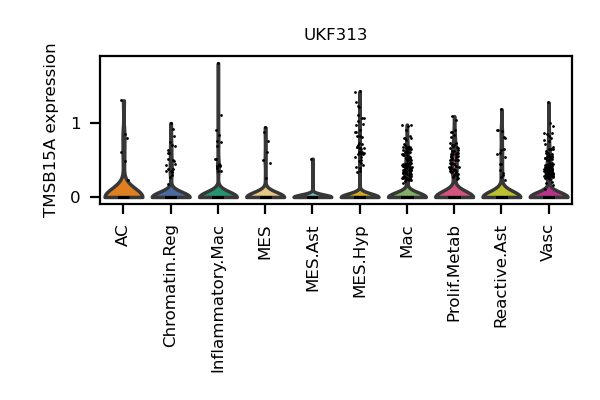 UKF313
TMSB15A expression
1
0
AC
Chromatin.Reg
Inflammatory.Mac
MES
MES.Ast
MES.Hyp
Mac
Prolif.Metab
Reactive.Ast
Vasc